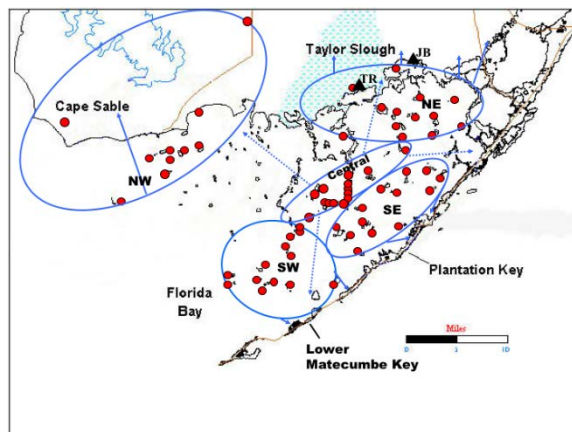 Taylor Slough
JB
TR
Cape Sable
NE
NW
Central
SE
SW
Plantation Key
Florida
Bay
Miles
0 5 10
Lower
Matecumbe Key